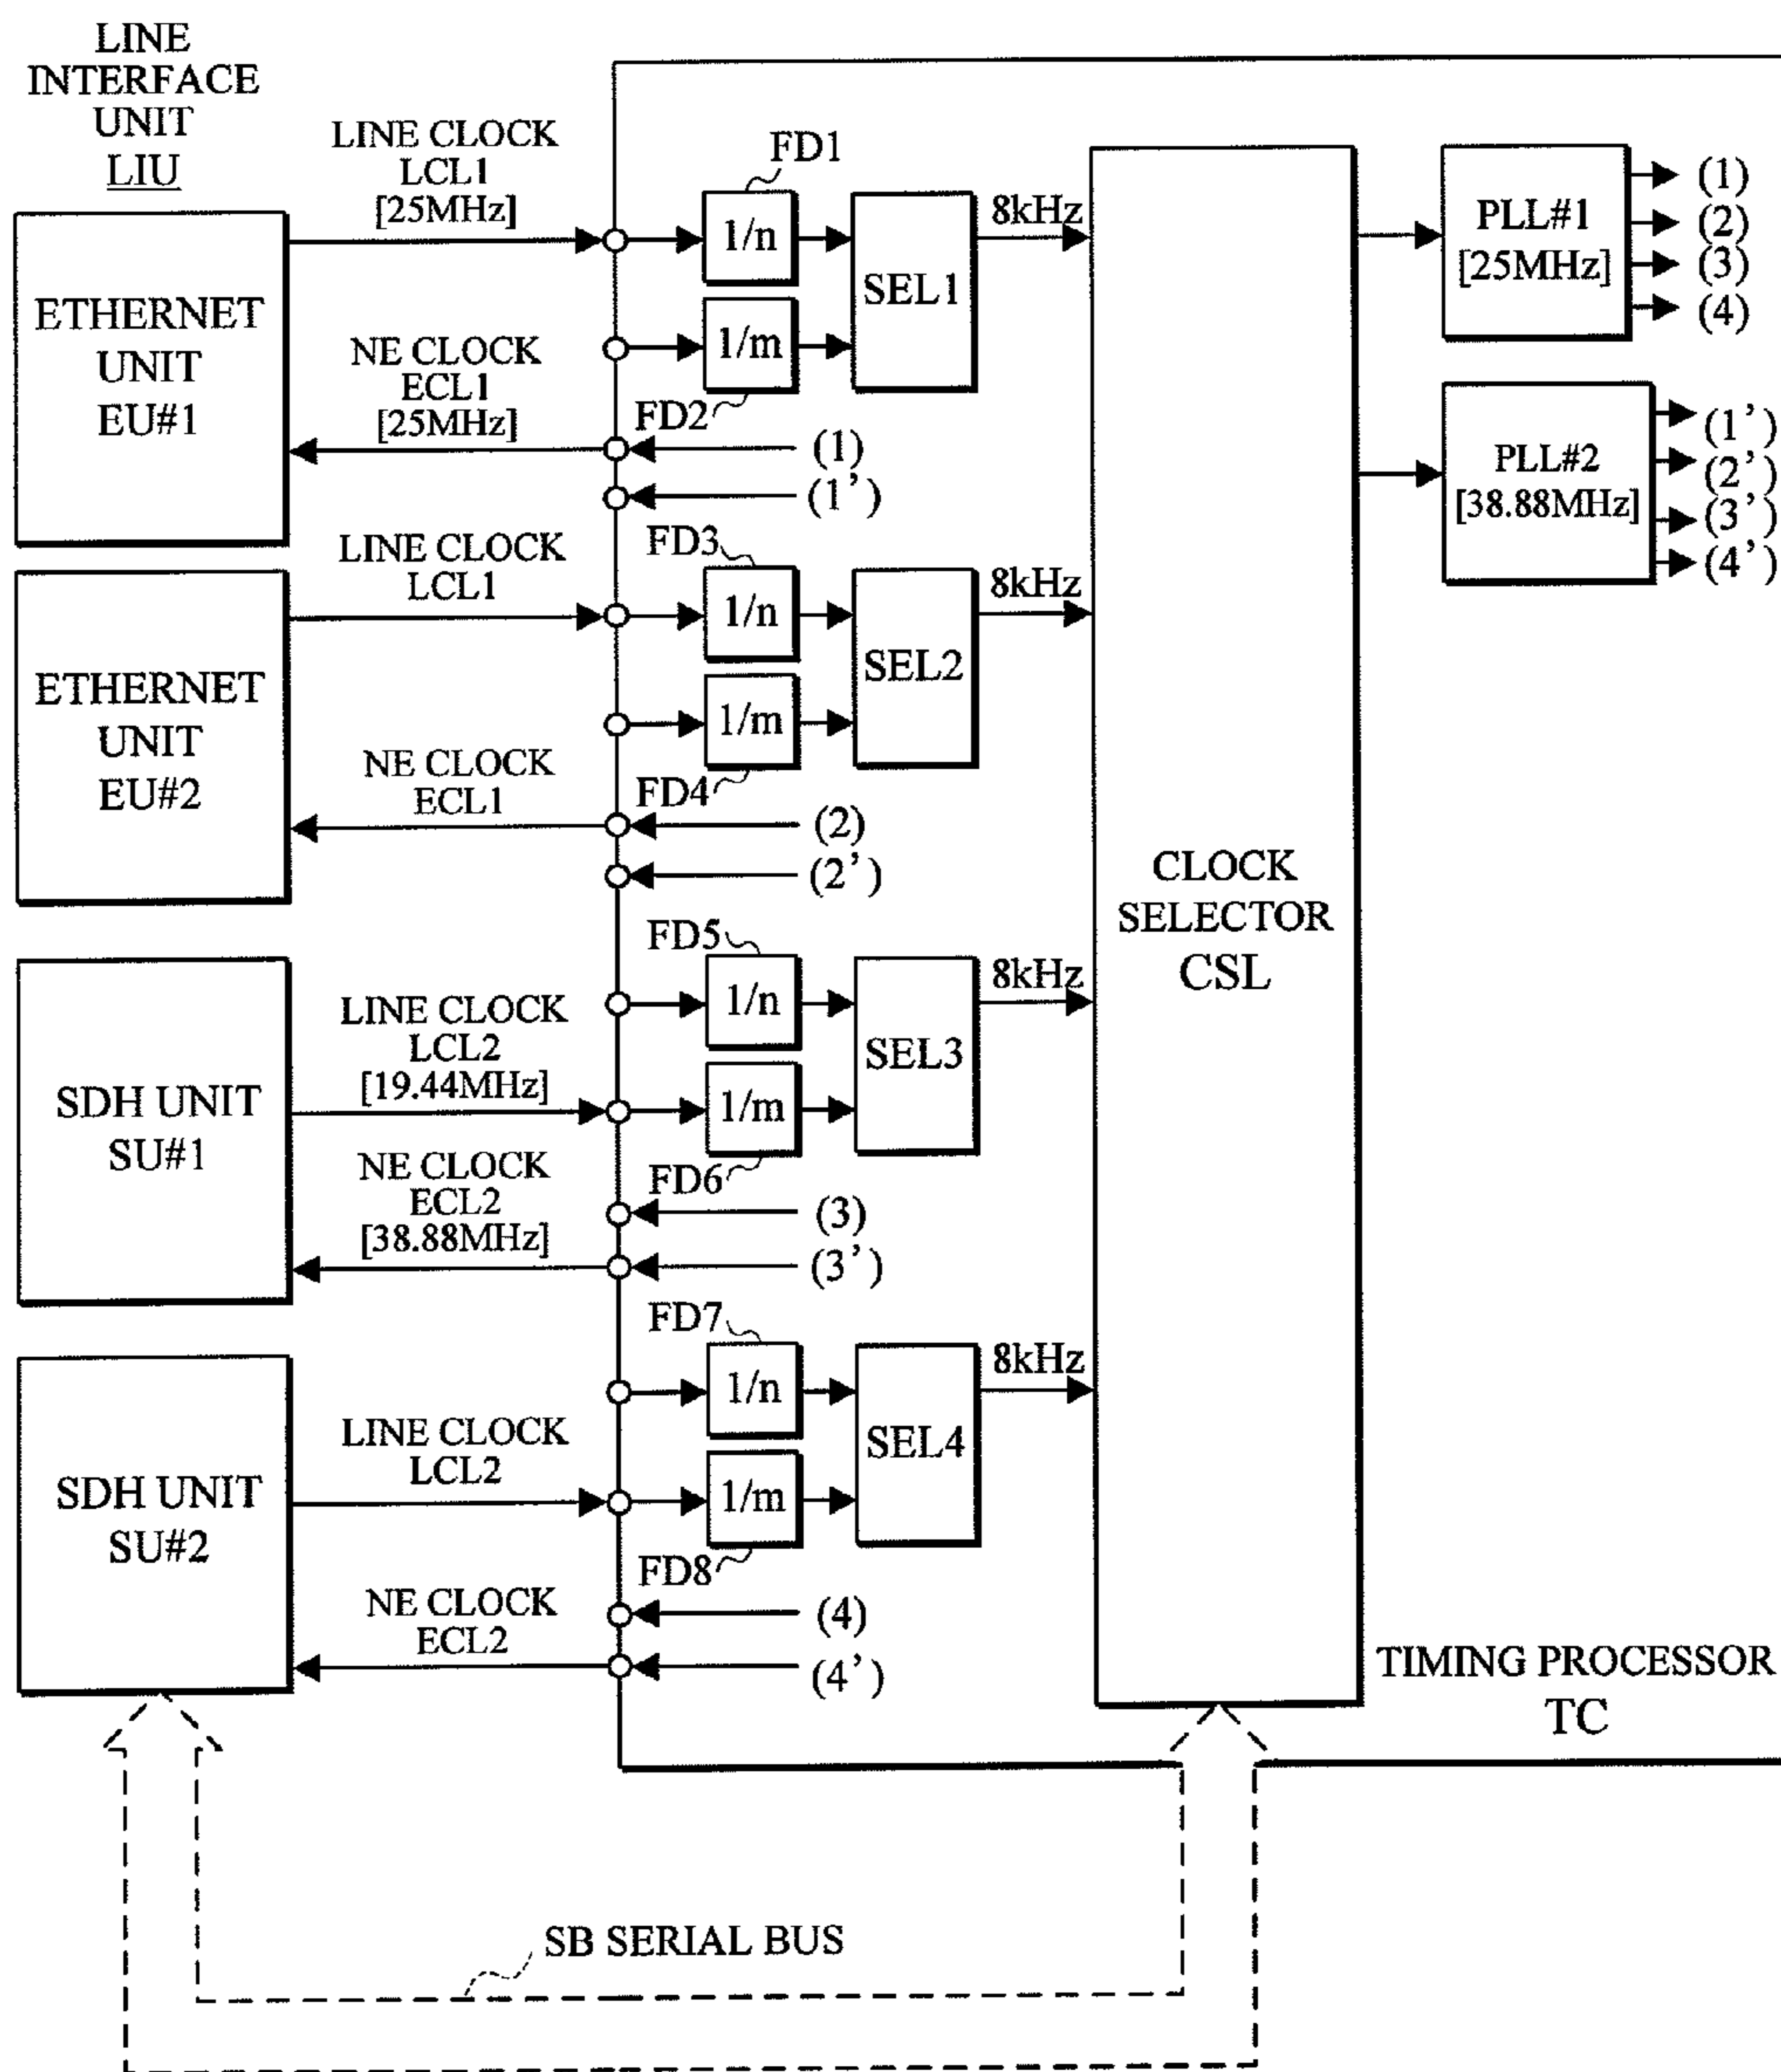 LINE
INTERFACE
UNIT
LIU
LINE CLOCK
LCL1
[25MHz]
FD1
1/n
SEL1
8kHz
PLL#1
[25MHz]
(1)
(2)
(3)
(4)
ETHERNET
UNIT
EU#1
NE CLOCK
ECL1
[25MHz]
1/m
FD2
(1)
(1’)
PLL#2
[38.88MHz]
(1’)
(2’)
(3’)
(4’)
LINE CLOCK
LCL1
FD3
1/n
SEL2
8kHz
ETHERNET
UNIT
EU#2
NE CLOCK
ECL1
1/m
FD4
(2)
(2’)
CLOCK
SELECTOR
CSL
FD5
1/n
SEL3
8kHz
LINE CLOCK
LCL2
[19.44MHz]
SDH UNIT
SU#1
1/m
FD6
NE CLOCK
ECL2
[38.88MHz]
(3)
(3’)
FD7
1/n
SEL4
8kHz
LINE CLOCK
LCL2
SDH UNIT
SU#2
1/m
FD8
NE CLOCK
ECL2
(4)
(4’)
TIMING PROCESSOR
TC
SB SERIAL BUS